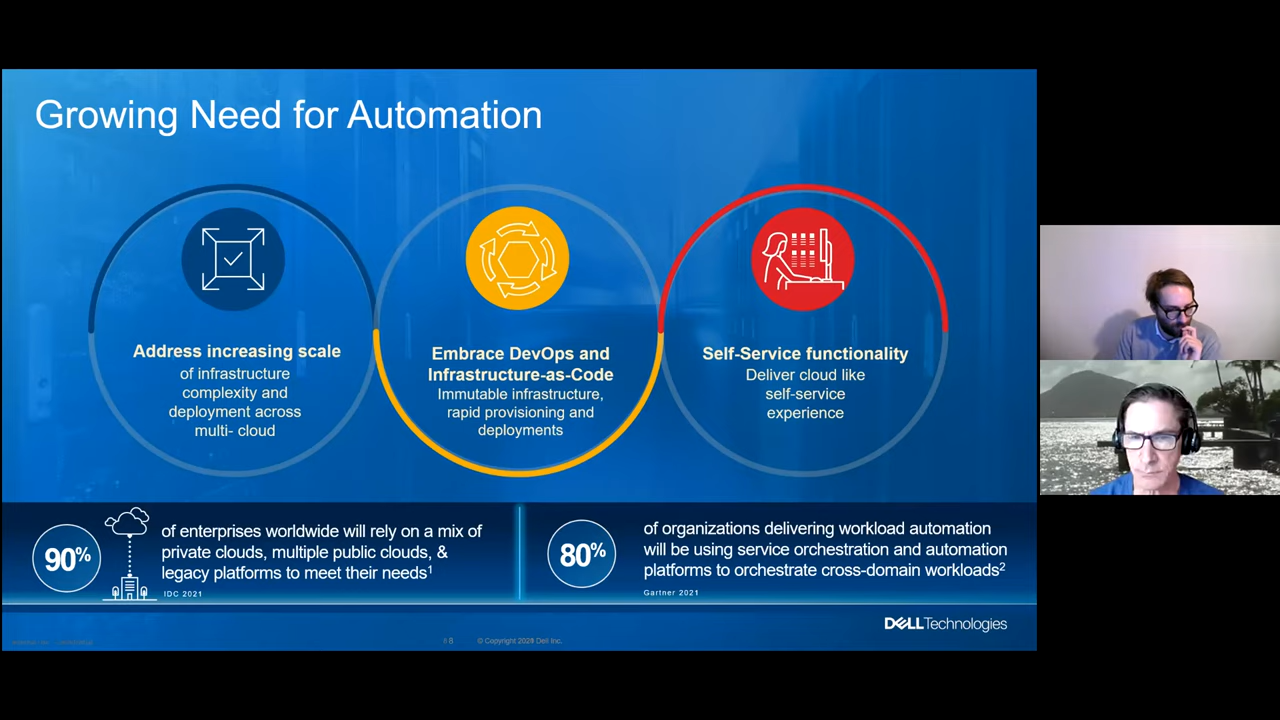 Growing Need for Automation
Address increasing scale
of infrastructure
complexity and
deployment across
multi- cloud
Embrace DevOps and
Infrastructure-as-Code
Immutable infrastructure,
rapid provisioning and
deployments
Self-Service functionality
Deliver cloud like
self-service
experience
90%
of enterprises worldwide will rely on a mix of
private clouds, multiple public clouds, &
legacy platforms to meet their needs1
IDC 2021
80%
of organizations delivering workload automation
will be using service orchestration and automation
platforms to orchestrate cross-domain workloads2
Gartner 2021
8
© Copyright Dell Inc.
DELLTechnologies